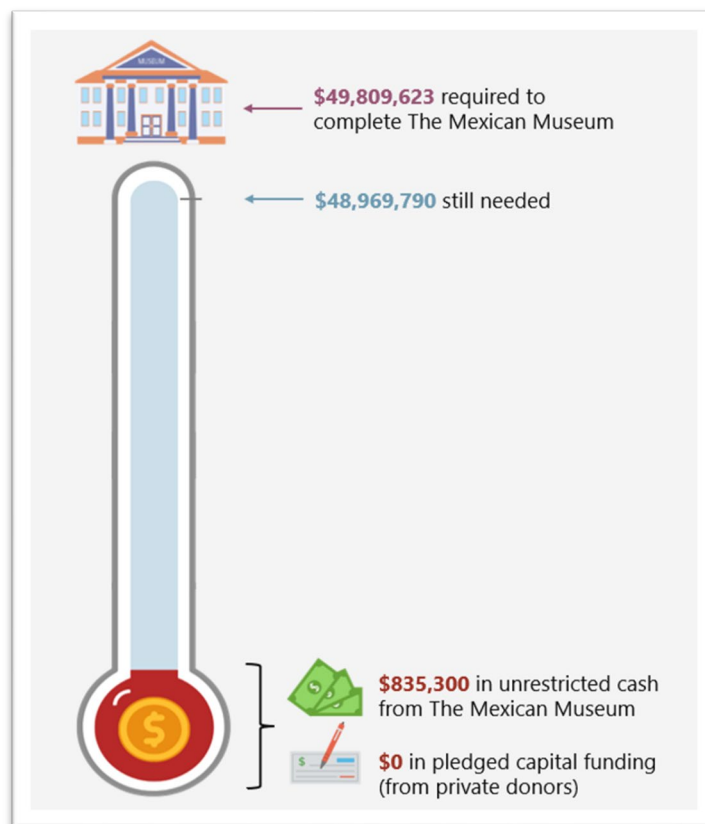 MUSEUM
$49,809,623 required to
complete The Mexican Museum
$48,969,790 still needed
$
$
$835,300 in unrestricted cash
from The Mexican Museum
$
$0 in pledged capital funding
(from private donors)